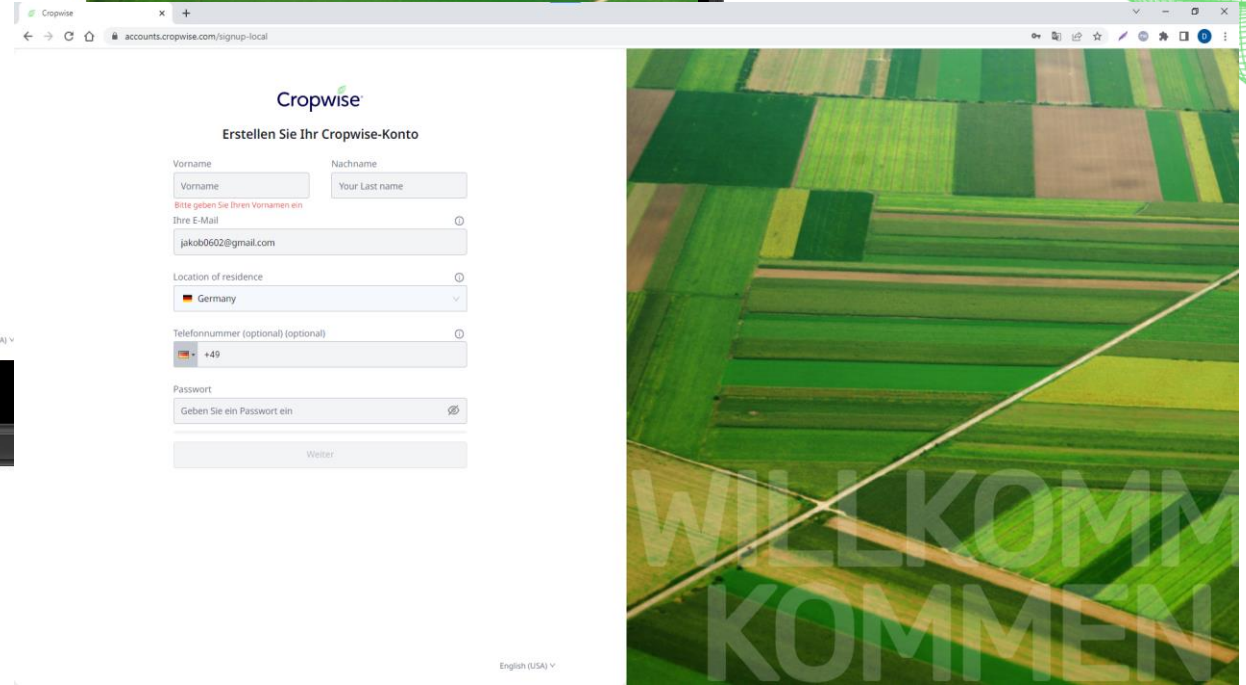 Cropwise
accounts.cropwise.com/signup-local
D
Cropwise
Erstellen Sie Ihr Cropwise-Konto
Vorname
Nachname
Vorname
Your Last name
Bitte geben Sie Ihren Vornamen ein
Ihre E-Mail
jakob0602@gmail.com
Location of residence
Germany
Telefonnummer (optional) (optional)
A)
+49
Passwort
Geben Sie ein Passwort ein
Weiter
WILLKOMM
KOMMEN
English (USA)